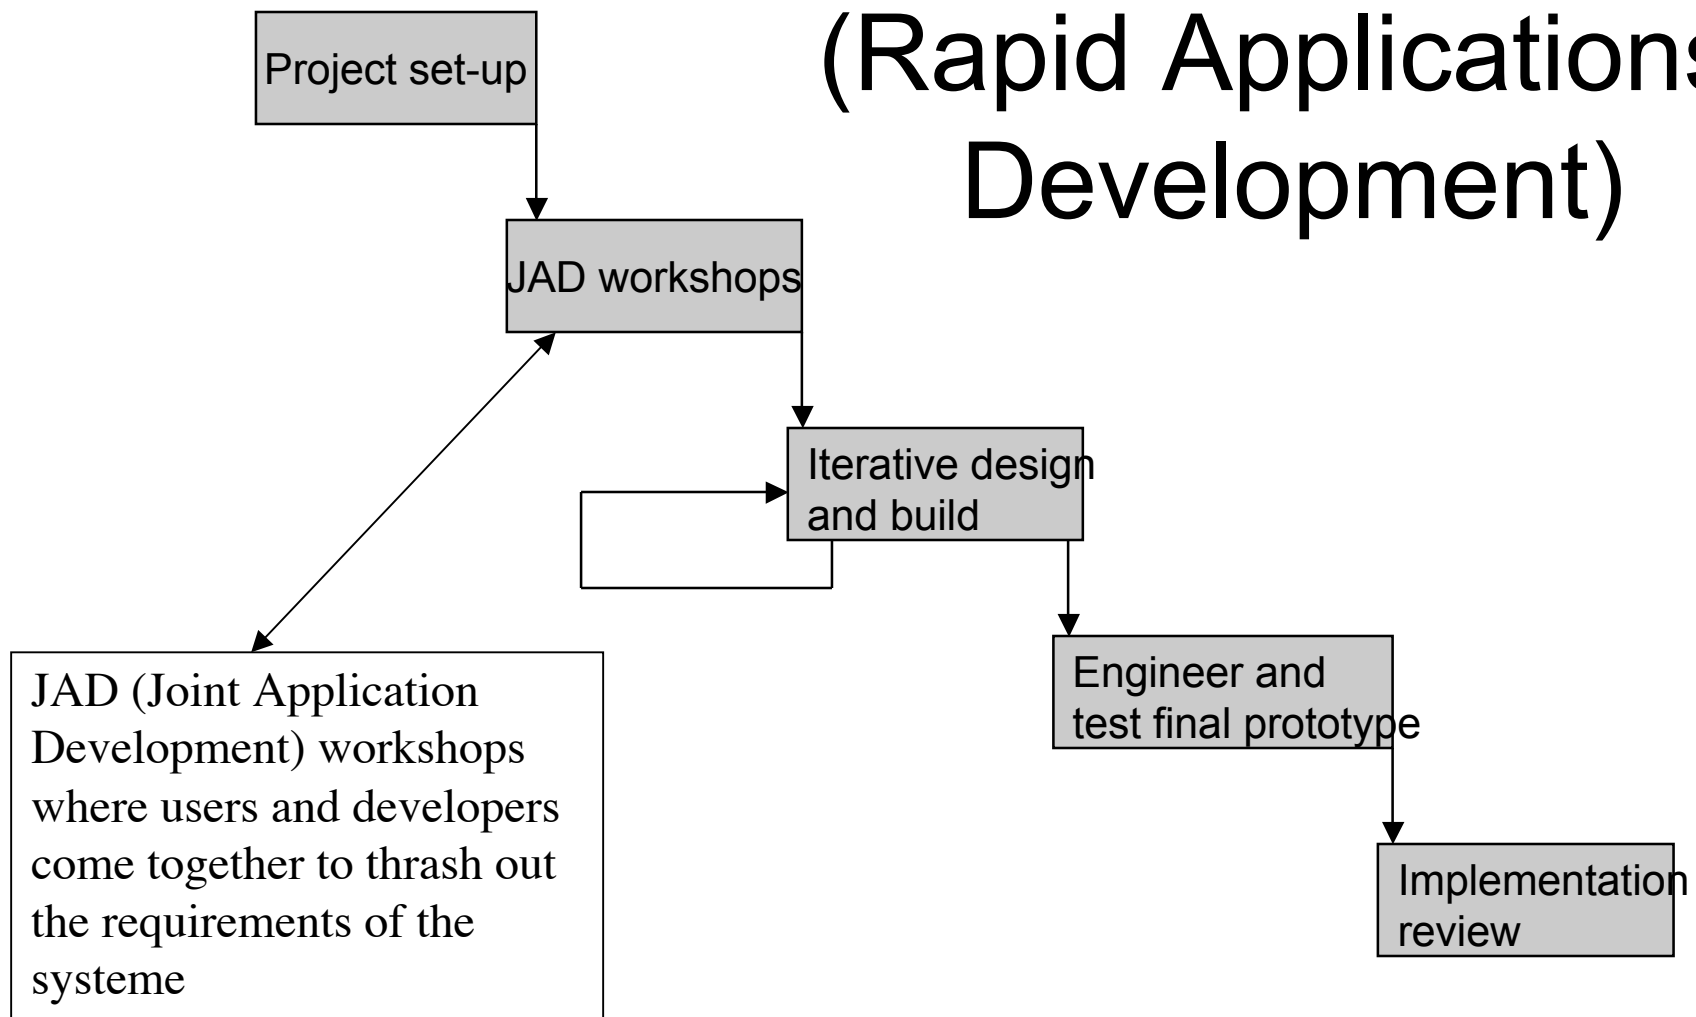 (Rapid Applications
Development)
Project set-up
JAD workshops
Iterative design
and build
Engineer and
test final prototype
Implementation
review
JAD (Joint Application
Development) workshops
where users and developers
come together to thrash out
the requirements of the
systeme